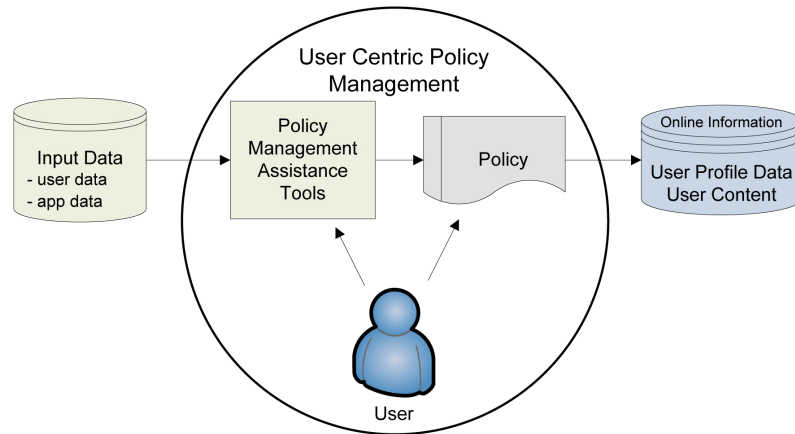 User Centric Policy
Management
Input Data
- user data
- app data
Policy
Management
Assistance
Tools
Policy
Online Information
User Profile Data
User Content
User